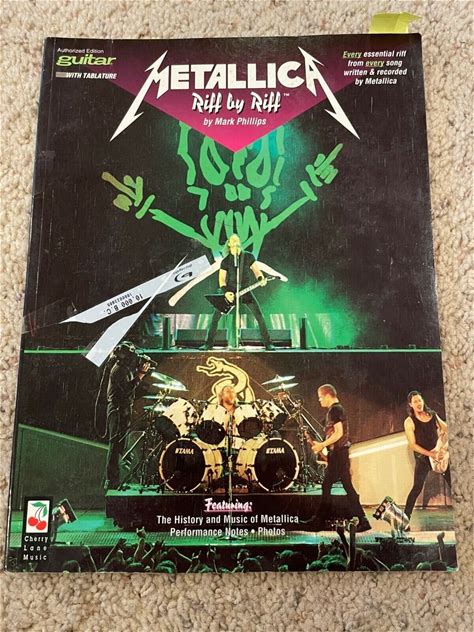 Authorized Edition
guitar
WITH TABLATURE
METALLICA
Riff by Riff™
by Mark Phillips
Every essential riff
from every song
written & recorded
by Metallica
TAMA
TAMA
Featuring:
The History and Music of Metallica
Performance Notes • Photos
Cherry
Lane
Music